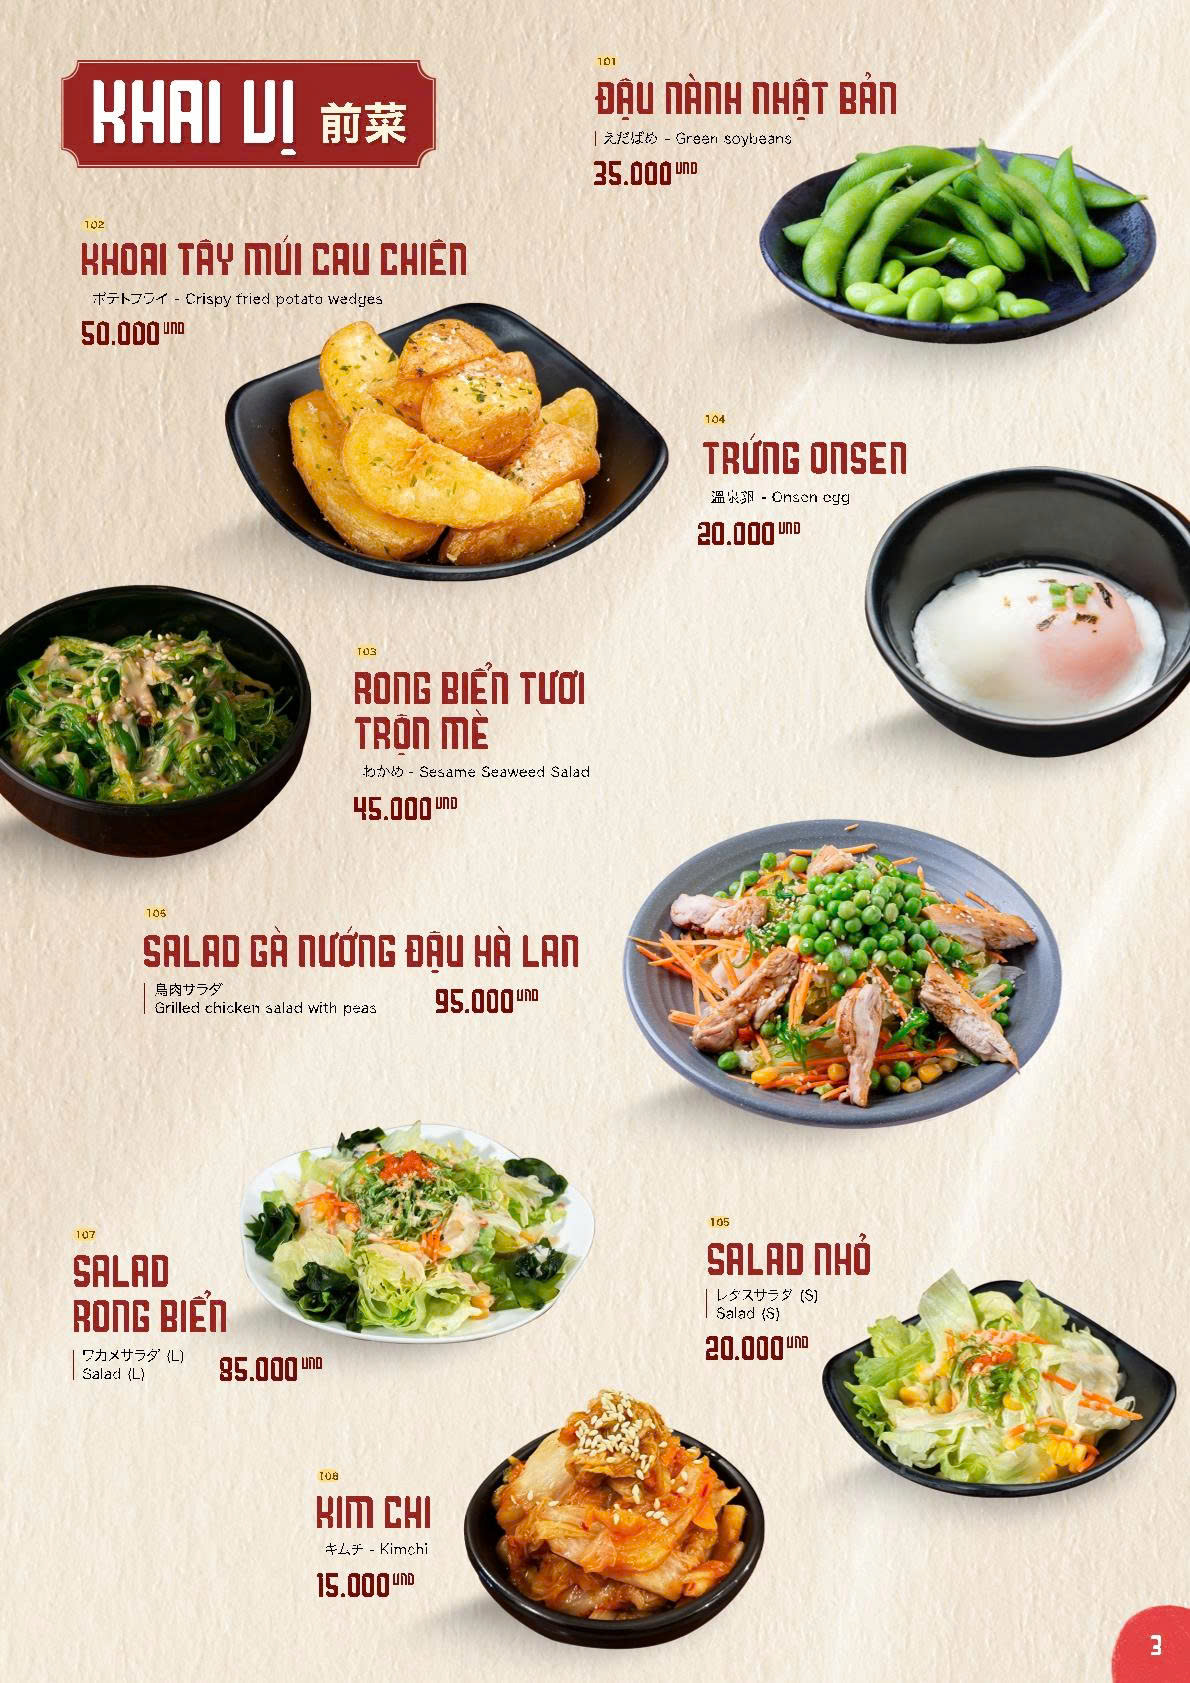 KHAI VỊ 前菜
101
ĐẬU NÀNH NHẬT BẢN
えだまめ - Green soybeans
35.000 VND
102
KHOAI TÂY MÚI CAU CHIÊN
ポテトフライ - Crispy fried potato wedges
50.000 VND
104
TRỨNG ONSEN
温泉卵 - Onsen egg
20.000 VND
103
RONG BIỂN TƯƠI
TRỘN MÈ
わかめ - Sesame Seaweed Salad
45.000 VND
106
SALAD GÀ NƯỚNG ĐẬU HÀ LAN
鳥肉サラダ
Grilled chicken salad with peas
95.000 VND
107
SALAD
RONG BIỂN
ワカメサラダ (L)
Salad (L)
85.000 VND
105
SALAD NHỎ
レタスサラダ (S)
Salad (S)
20.000 VND
108
KIM CHI
キムチ - Kimchi
15.000 VND
3